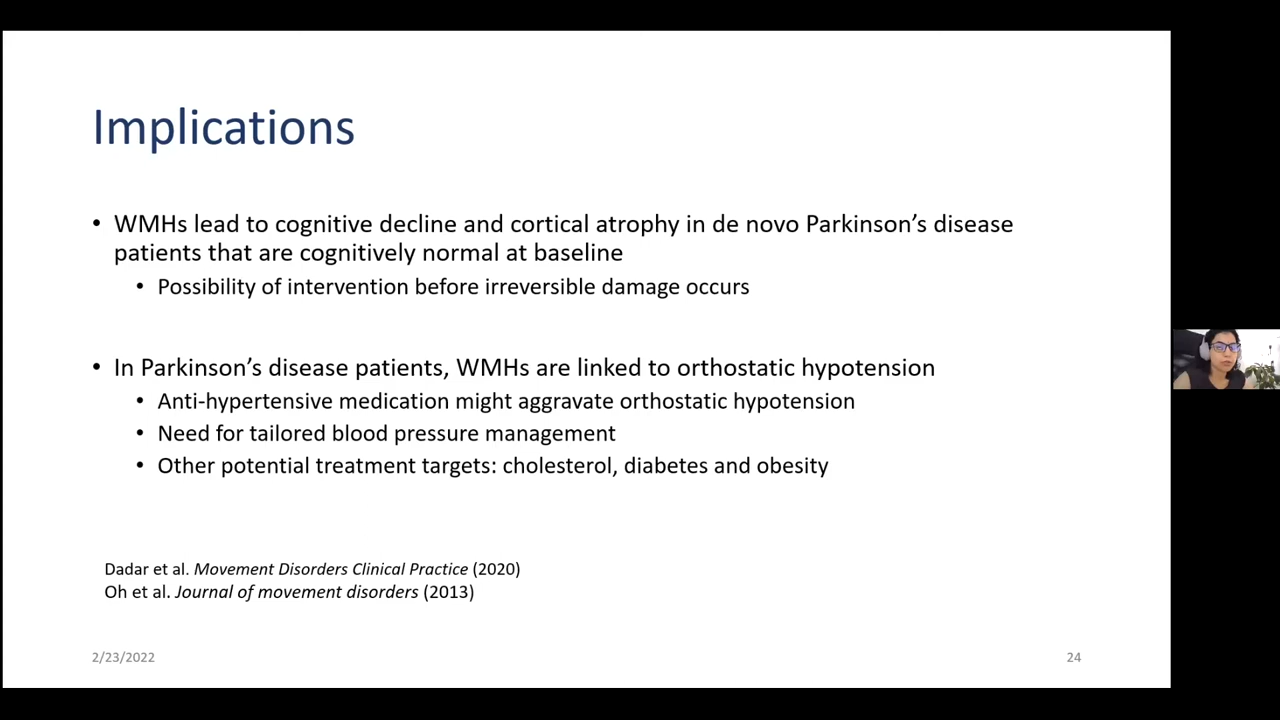 Implications
• WMHs lead to cognitive decline and cortical atrophy in de novo Parkinson’s disease
patients that are cognitively normal at baseline
• Possibility of intervention before irreversible damage occurs
• In Parkinson’s disease patients, WMHs are linked to orthostatic hypotension
• Anti-hypertensive medication might aggravate orthostatic hypotension
• Need for tailored blood pressure management
• Other potential treatment targets: cholesterol, diabetes and obesity
Dadar et al. Movement Disorders Clinical Practice (2020)
Oh et al. Journal of movement disorders (2013)
2/23/2022
24